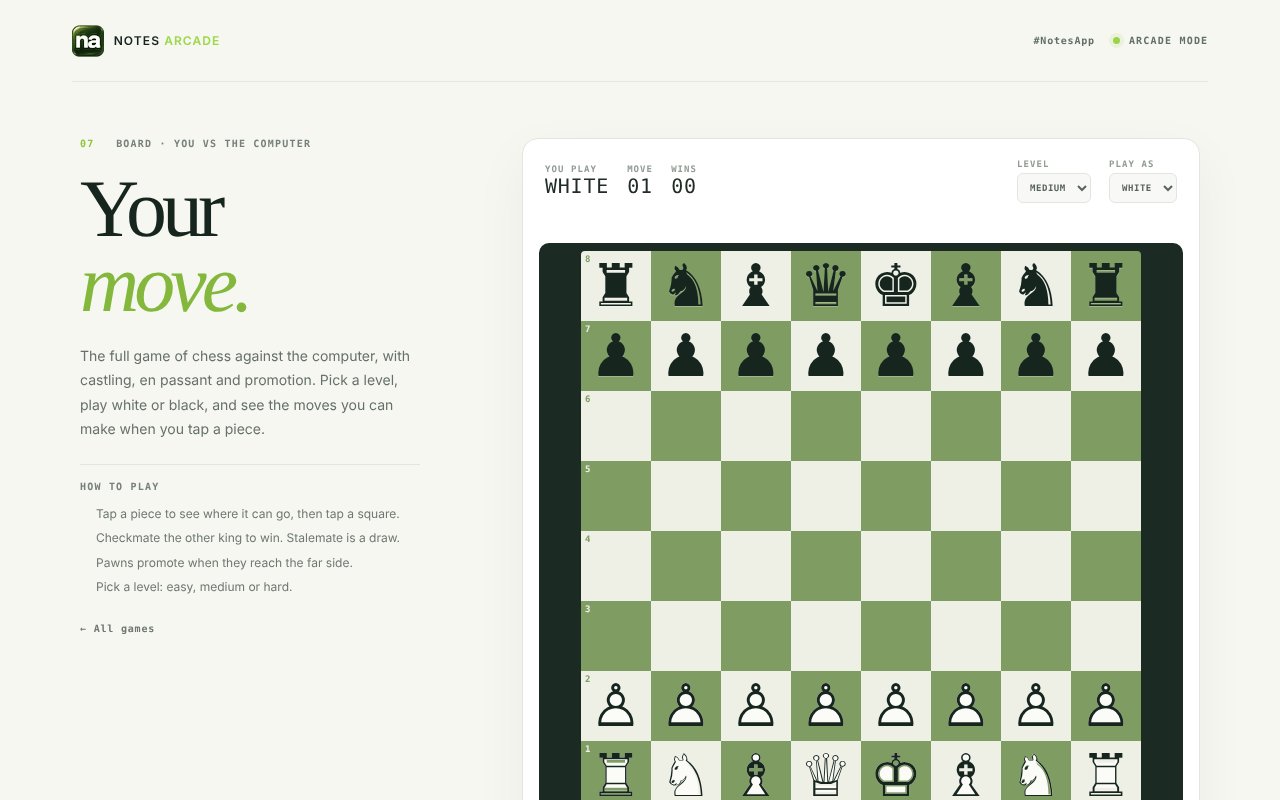 na NOTES ARCADE
#NotesApp ARCADE MODE
07 BOARD · YOU VS THE COMPUTER
Your
move.
The full game of chess against the computer, with
castling, en passant and promotion. Pick a level,
play white or black, and see the moves you can
make when you tap a piece.
HOW TO PLAY
Tap a piece to see where it can go, then tap a square.
Checkmate the other king to win. Stalemate is a draw.
Pawns promote when they reach the far side.
Pick a level: easy, medium or hard.
← All games
YOU PLAY MOVE WINS
WHITE 01 00
LEVEL PLAY AS
MEDIUM WHITE
8
7
6
5
4
3
2
1